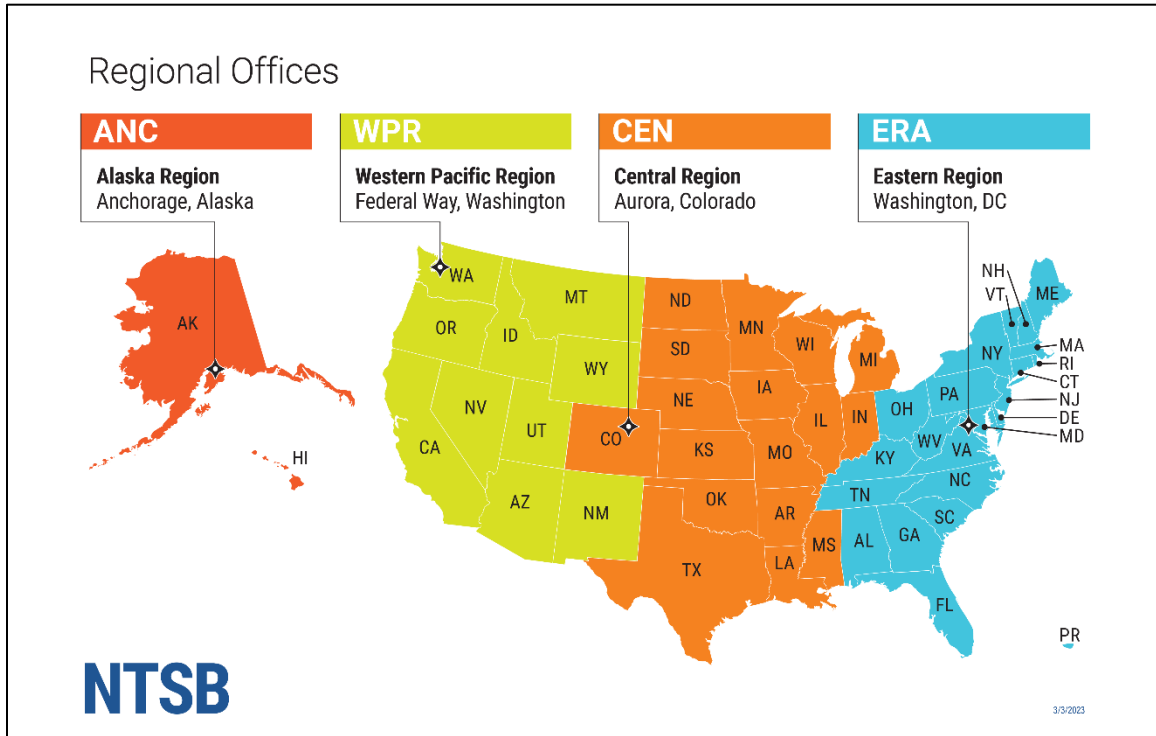 Regional Offices
ANC
Alaska Region
Anchorage, Alaska
WPR
Western Pacific Region
Federal Way, Washington
CEN
Central Region
Aurora, Colorado
ERA
Eastern Region
Washington, DC
AK
HI
WA
OR
ID
MT
WY
NV
CA
UT
AZ
NM
CO
ND
SD
NE
KS
OK
TX
MN
IA
MO
AR
LA
WI
IL
MI
IN
MS
OH
KY
TN
AL
GA
FL
SC
NC
VA
WV
PA
NY
VT
NH
ME
MA
RI
CT
NJ
DE
MD
PR
NTSB
3/3/2023